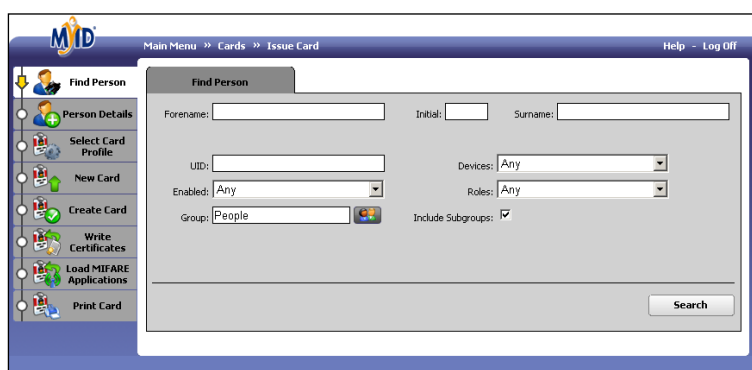 MyID
Main Menu » Cards » Issue Card
Help - Log Off
Find Person
Person Details
Select Card
Profile
New Card
Create Card
Write
Certificates
Load MIFARE
Applications
Print Card
Find Person
Forename:
Initial:
Surname:
UID:
Devices: Any
Enabled: Any
Roles: Any
Group: People
Include Subgroups:
Search